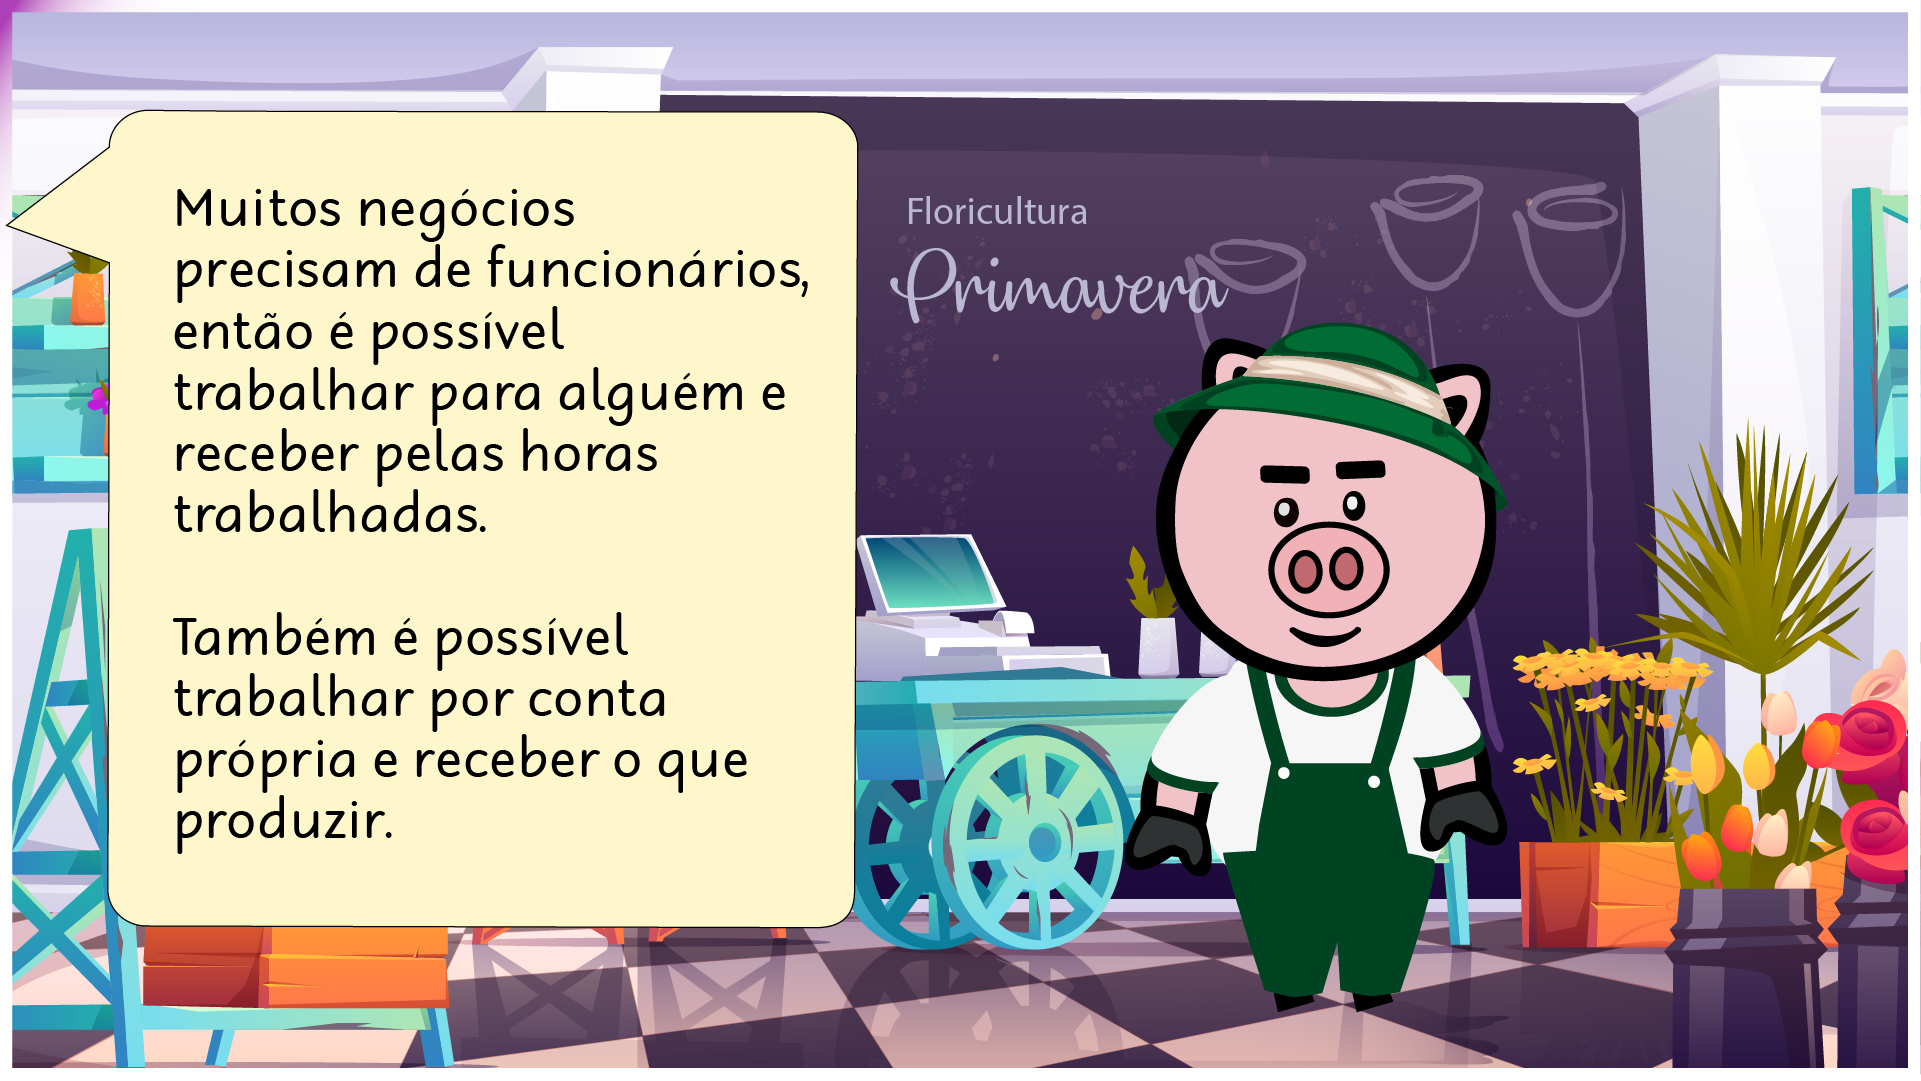 Muitos negócios
precisam de funcionários,
então é possível
trabalhar para alguém e
receber pelas horas
trabalhadas.
Também é possível
trabalhar por conta
própria e receber o que
produzir.
Floricultura
Primavera